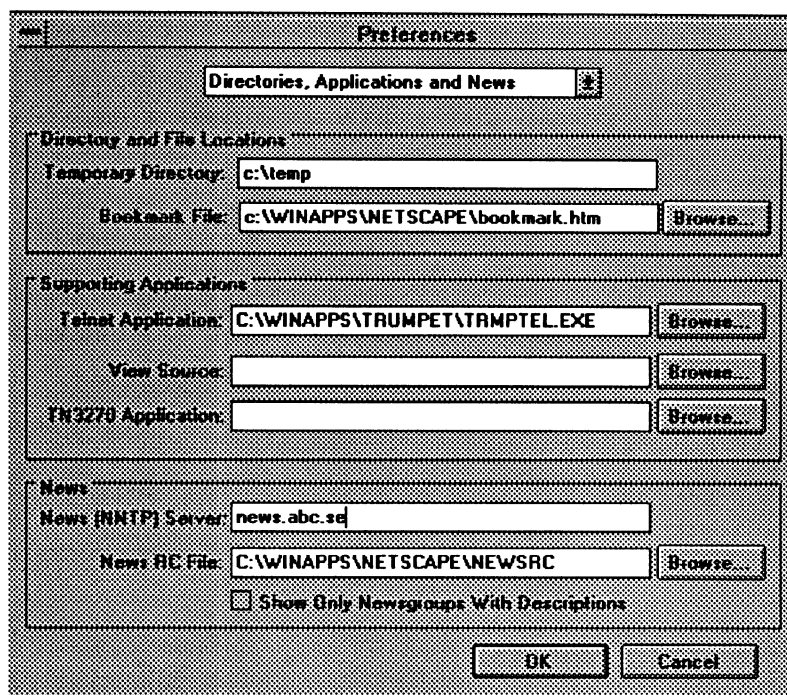 Preferences
Directories, Applications and News
Directory and File Locations
Temporary Directory: c:\temp
Bookmark File: c:\WINAPPS\NETSCAPE\bookmark.htm Browse...
Supporting Applications
Telnet Application: C:\WINAPPS\TRUMPET\TRMPTEL.EXE Browse...
View Source: Browse...
TN3270 Application: Browse...
News
News (NNTP) Server: news.abc.se
News RC File: C:\WINAPPS\NETSCAPE\NEWSRC Browse...
Show Only Newsgroups With Descriptions
OK Cancel